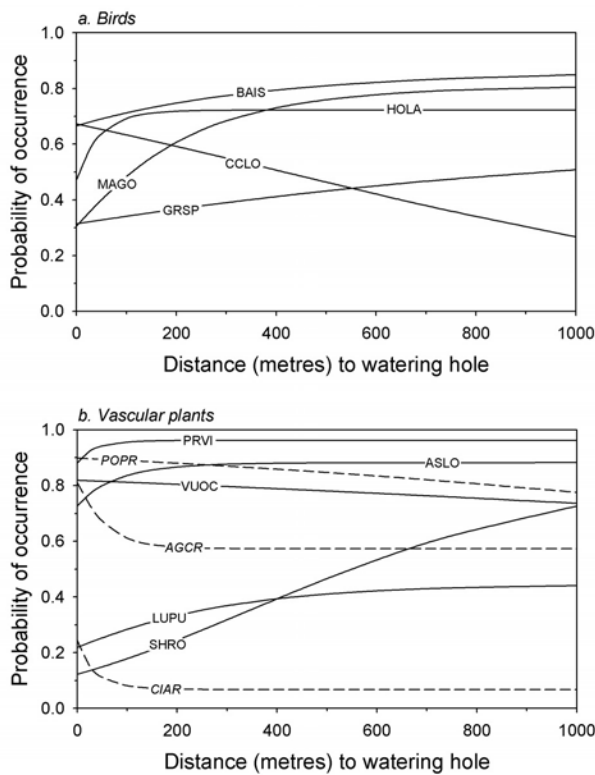 a. Birds
1.0
0.8
0.6
0.4
0.2
0.0
Probability of occurrence
BAIS
HOLA
CCLO
MAGO
GRSP
0 200 400 600 800 1000
Distance (metres) to watering hole
b. Vascular plants
1.0
0.8
0.6
0.4
0.2
0.0
Probability of occurrence
PRVI
POPR
ASLO
VUOC
AGCR
LUPU
SHRO
CIAR
0 200 400 600 800 1000
Distance (metres) to watering hole